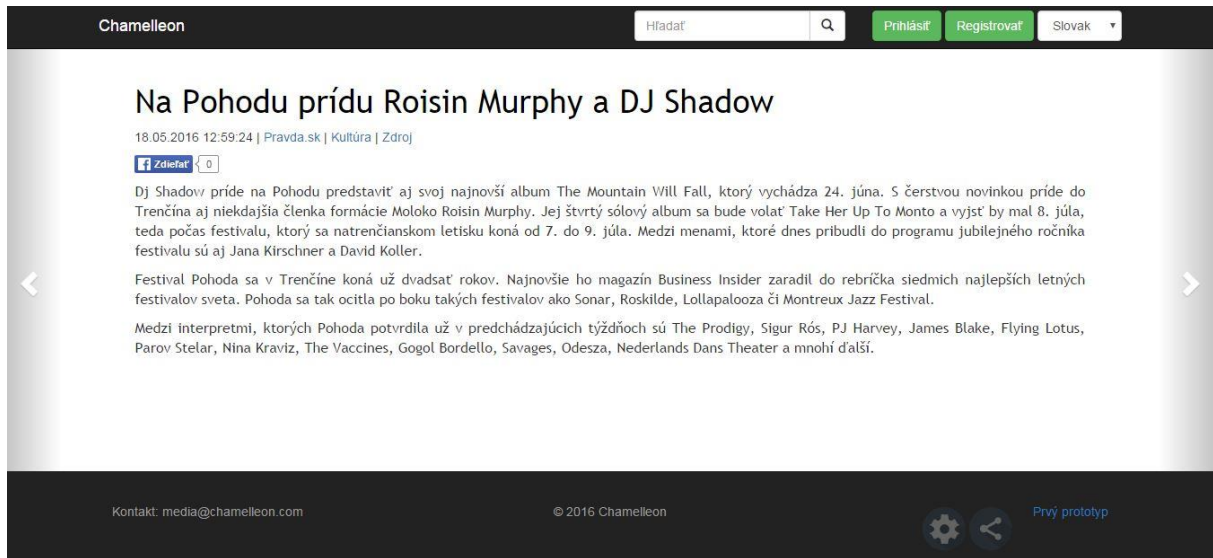 Chamelleon
Hľadať
Prihlásiť
Registrovať
Slovak
Na Pohodu prídu Roisin Murphy a DJ Shadow
18.05.2016 12:59:24 | Pravda.sk | Kultúra | Zdroj
Zdieľať 0
Dj Shadow príde na Pohodu predstaviť aj svoj najnovší album The Mountain Will Fall, ktorý vychádza 24. júna. S čerstvou novinkou príde do
Trenčína aj niekdajšia členka formácie Moloko Roisin Murphy. Jej štvrtý sólový album sa bude volať Take Her Up To Monto a vyjsť by mal 8. júla,
teda počas festivalu, ktorý sa natrenčianskom letisku koná od 7. do 9. júla. Medzi menami, ktoré dnes pribudli do programu jubilejného ročníka
festivalu sú aj Jana Kirschner a David Koller.
Festival Pohoda sa v Trenčíne koná už dvadsať rokov. Najnovšie ho magazín Business Insider zaradil do rebríčka siedmich najlepších letných
festivalov sveta. Pohoda sa tak ocitla po boku takých festivalov ako Sonar, Roskilde, Lollapalooza či Montreux Jazz Festival.
Medzi interpretmi, ktorých Pohoda potvrdila už v predchádzajúcich týždňoch sú The Prodigy, Sigur Rós, PJ Harvey, James Blake, Flying Lotus,
Parov Stelar, Nina Kraviz, The Vaccines, Gogol Bordello, Savages, Odesza, Nederlands Dans Theater a mnohí ďalší.
Kontakt: media@chamelleon.com
© 2016 Chamelleon
Prvý prototyp